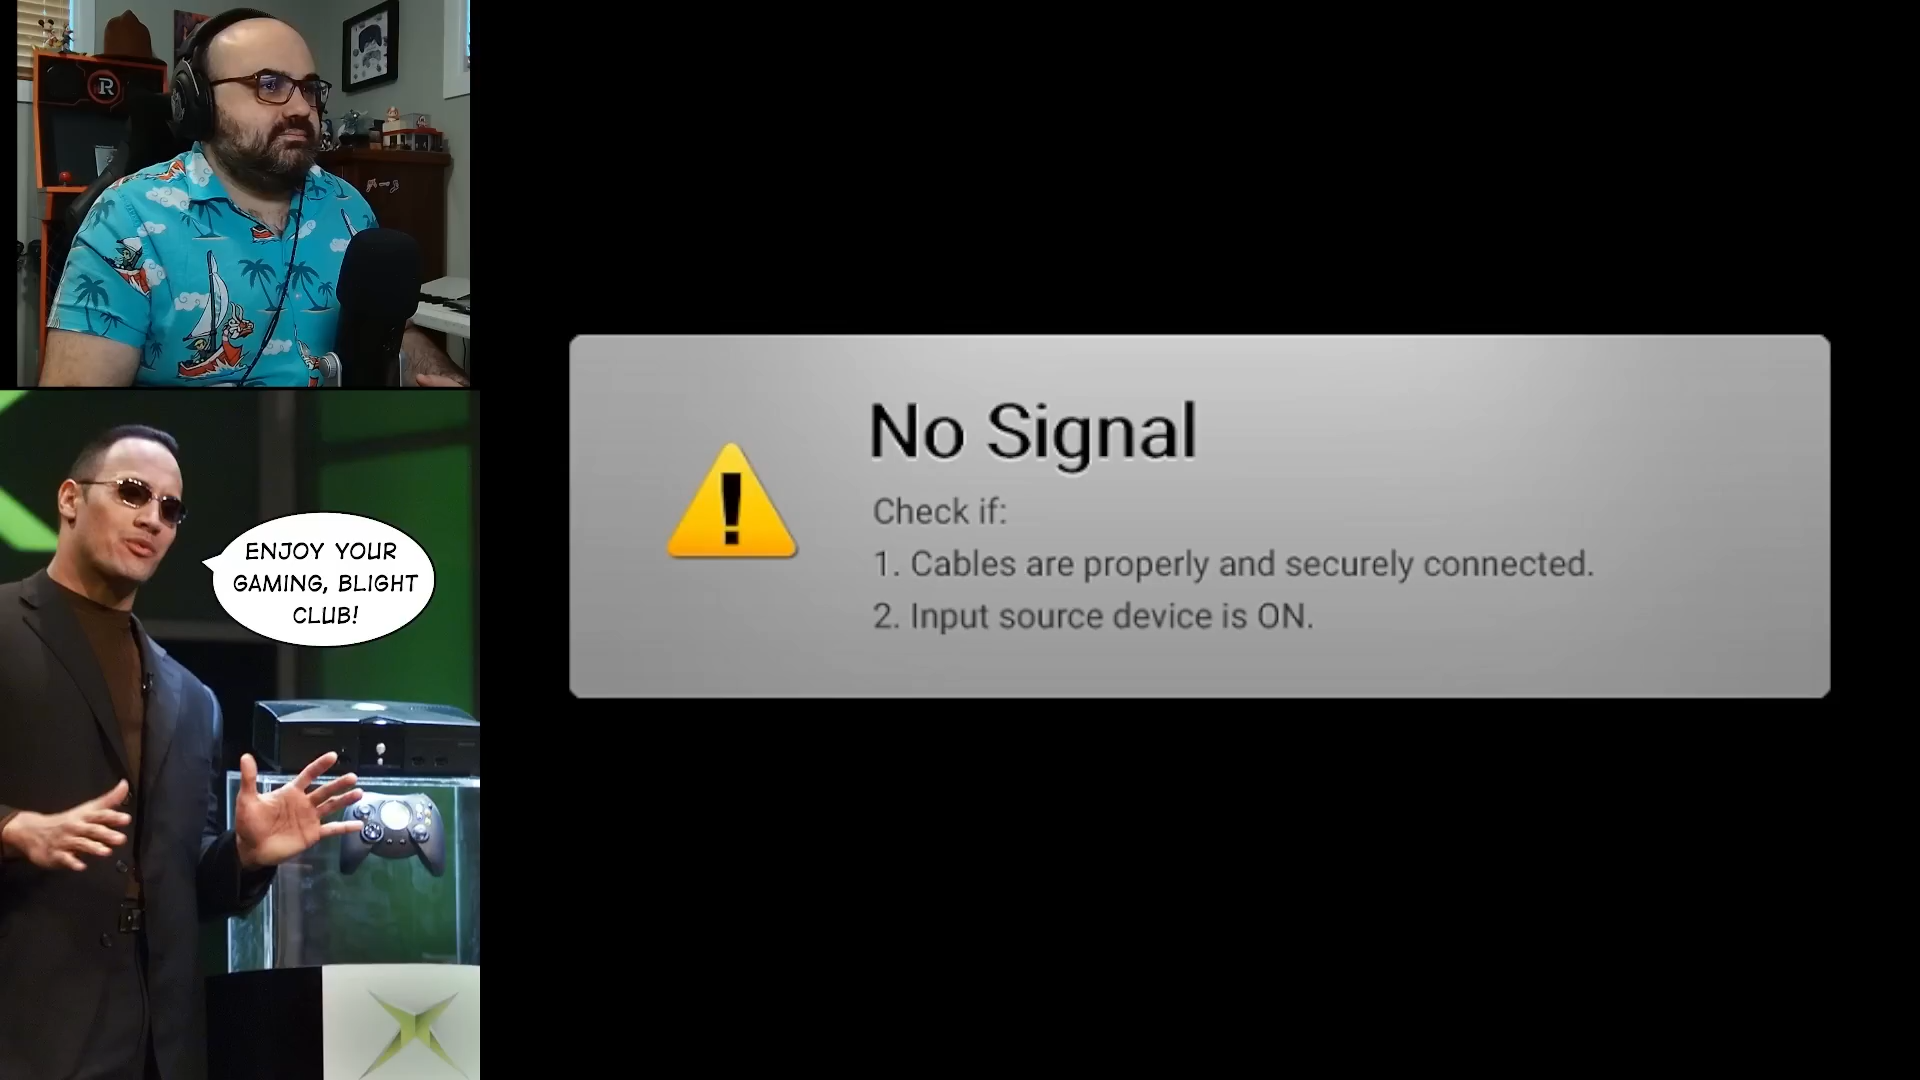 R
ENJOY YOUR
GAMING, BLIGHT
CLUB!
No Signal
Check if:
1. Cables are properly and securely connected.
2. Input source device is ON.